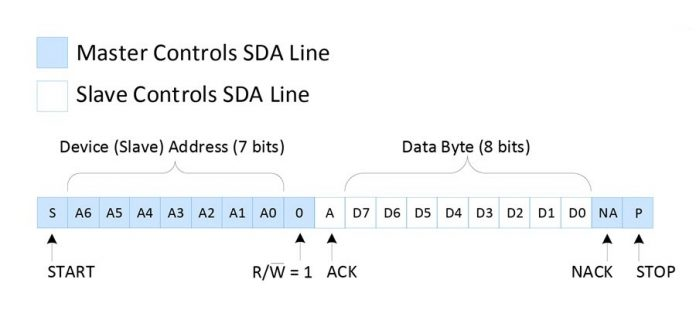 Master Controls SDA Line
Slave Controls SDA Line
Device (Slave) Address (7 bits) Data Byte (8 bits)
S A6 A5 A4 A3 A2 A1 A0 0 A D7 D6 D5 D4 D3 D2 D1 D0 NA P
START R/W̅ = 1 ACK NACK STOP